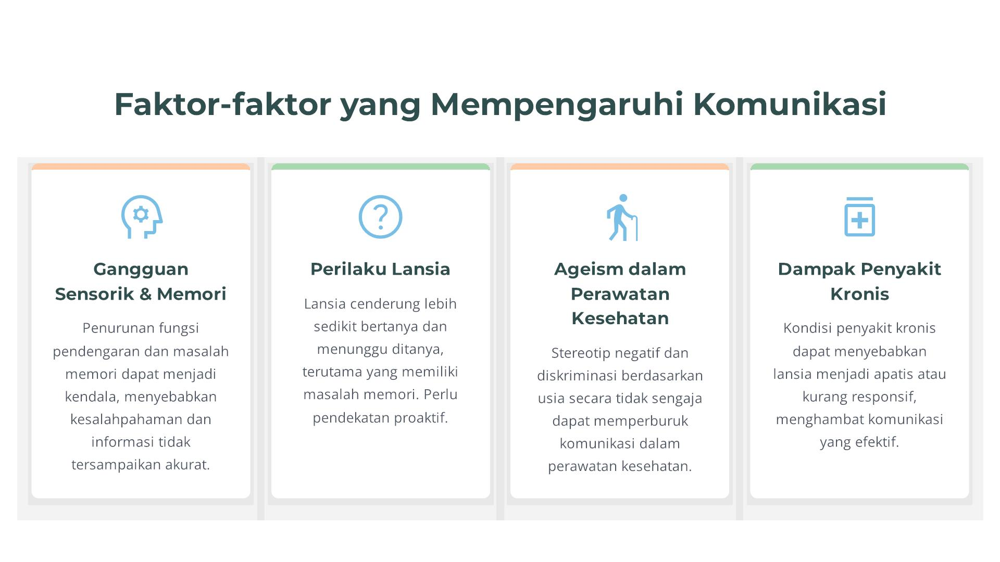 Faktor-faktor yang Mempengaruhi Komunikasi
Gangguan
Sensorik & Memori
Penurunan fungsi
pendengaran dan masalah
memori dapat menjadi
kendala, menyebabkan
kesalahpahaman dan
informasi tidak
tersampaikan akurat.
Perilaku Lansia
Lansia cenderung lebih
sedikit bertanya dan
menunggu ditanya,
terutama yang memiliki
masalah memori. Perlu
pendekatan proaktif.
Ageism dalam
Perawatan
Kesehatan
Stereotip negatif dan
diskriminasi berdasarkan
usia secara tidak sengaja
dapat memperburuk
komunikasi dalam
perawatan kesehatan.
Dampak Penyakit
Kronis
Kondisi penyakit kronis
dapat menyebabkan
lansia menjadi apatis atau
kurang responsif,
menghambat komunikasi
yang efektif.